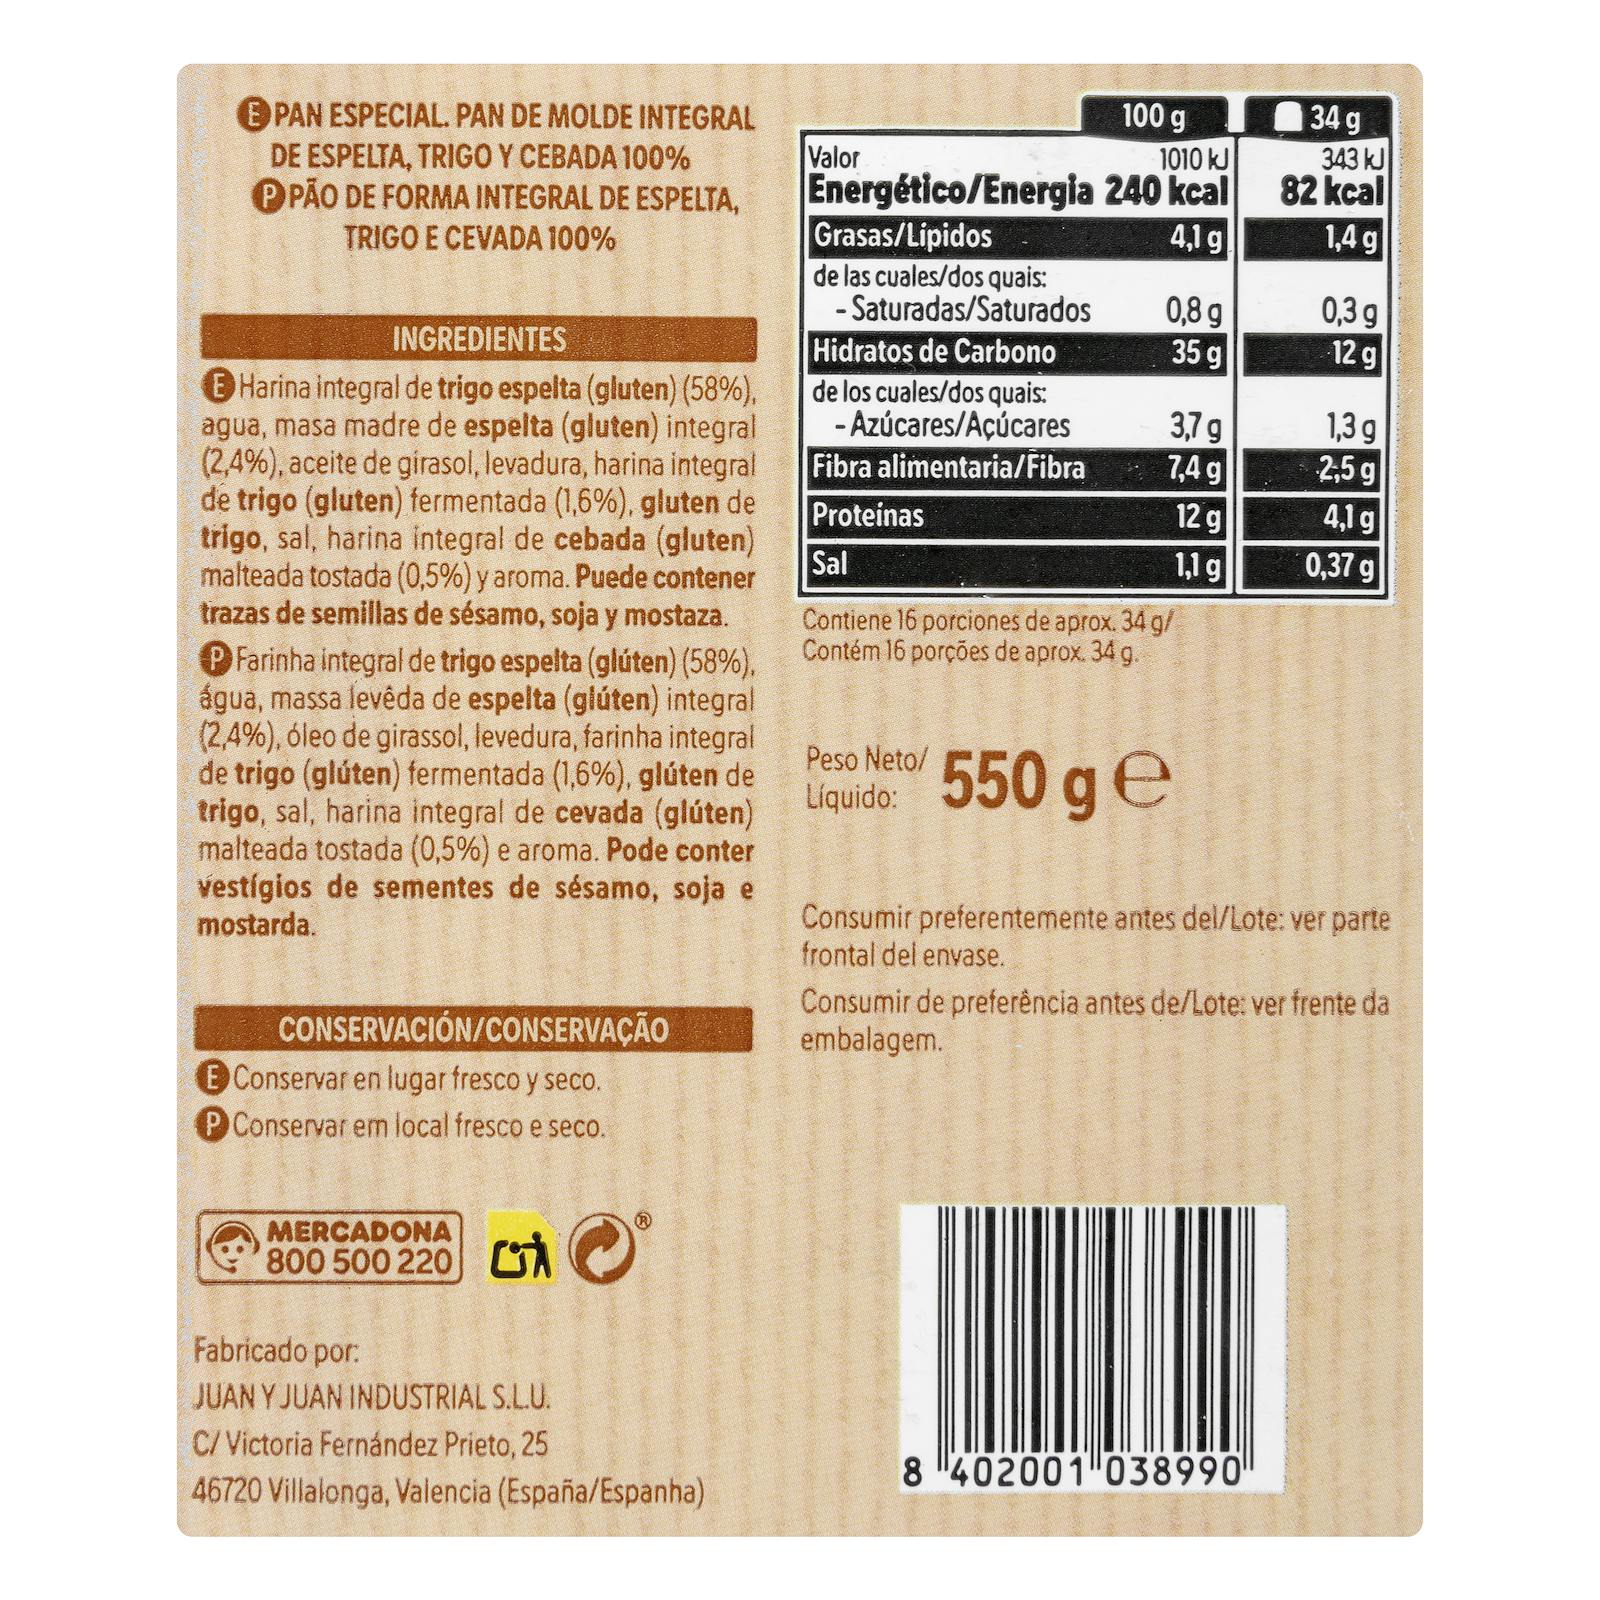 E PAN ESPECIAL. PAN DE MOLDE INTEGRAL
DE ESPELTA, TRIGO Y CEBADA 100%
P PÃO DE FORMA INTEGRAL DE ESPELTA,
TRIGO E CEVADA 100%
INGREDIENTES
E Harina integral de trigo espelta (gluten) (58%),
agua, masa madre de espelta (gluten) integral
(2,4%), aceite de girasol, levadura, harina integral
de trigo (gluten) fermentada (1,6%), gluten de
trigo, sal, harina integral de cebada (gluten)
malteada tostada (0,5%) y aroma. Puede contener
trazas de semillas de sésamo, soja y mostaza.
P Farinha integral de trigo espelta (glúten) (58%),
água, massa levêda de espelta (glúten) integral
(2,4%), óleo de girassol, levedura, farinha integral
de trigo (glúten) fermentada (1,6%), glúten de
trigo, sal, harina integral de cevada (glúten)
malteada tostada (0,5%) e aroma. Pode conter
vestígios de sementes de sésamo, soja e
mostarda.
CONSERVACIÓN/CONSERVAÇÃO
E Conservar en lugar fresco y seco.
P Conservar em local fresco e seco.
MERCADONA
800 500 220
®
Fabricado por:
JUAN Y JUAN INDUSTRIAL S.L.U.
C/ Victoria Fernández Prieto, 25
46720 Villalonga, Valencia (España/Espanha)
100 g 34 g
Valor 1010 kJ 343 kJ
Energético/Energia 240 kcal 82 kcal
Grasas/Lípidos 4,1 g 1,4 g
de las cuales/dos quais:
- Saturadas/Saturados 0,8 g 0,3 g
Hidratos de Carbono 35 g 12 g
de los cuales/dos quais:
- Azúcares/Açúcares 3,7 g 1,3 g
Fibra alimentaria/Fibra 7,4 g 2,5 g
Proteínas 12 g 4,1 g
Sal 1,1 g 0,37 g
Contiene 16 porciones de aprox. 34 g/
Contém 16 porções de aprox. 34 g.
Peso Neto/
Líquido: 550 g e
Consumir preferentemente antes del/Lote: ver parte
frontal del envase.
Consumir de preferência antes de/Lote: ver frente da
embalagem.
8 402001 038990